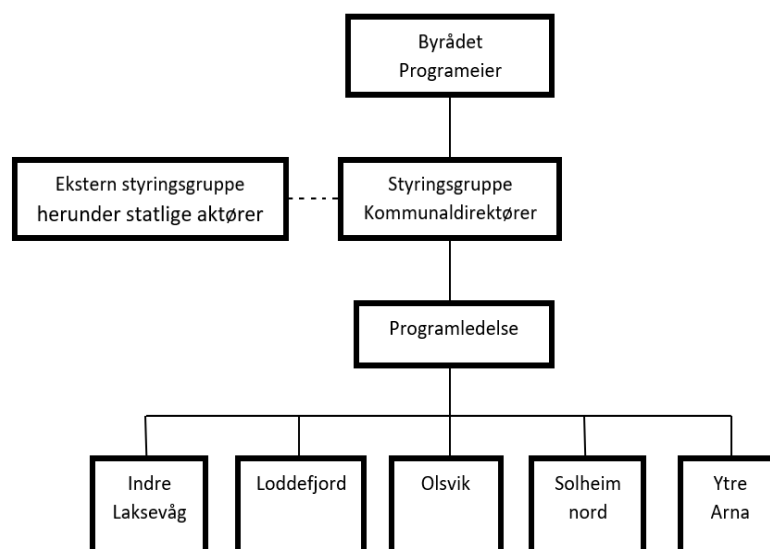 Byrådet
Programeier
Ekstern styringsgruppe
herunder statlige aktører
Styringsgruppe
Kommunaldirektører
Programledelse
Indre
Laksevåg
Loddefjord
Olsvik
Solheim
nord
Ytre
Arna